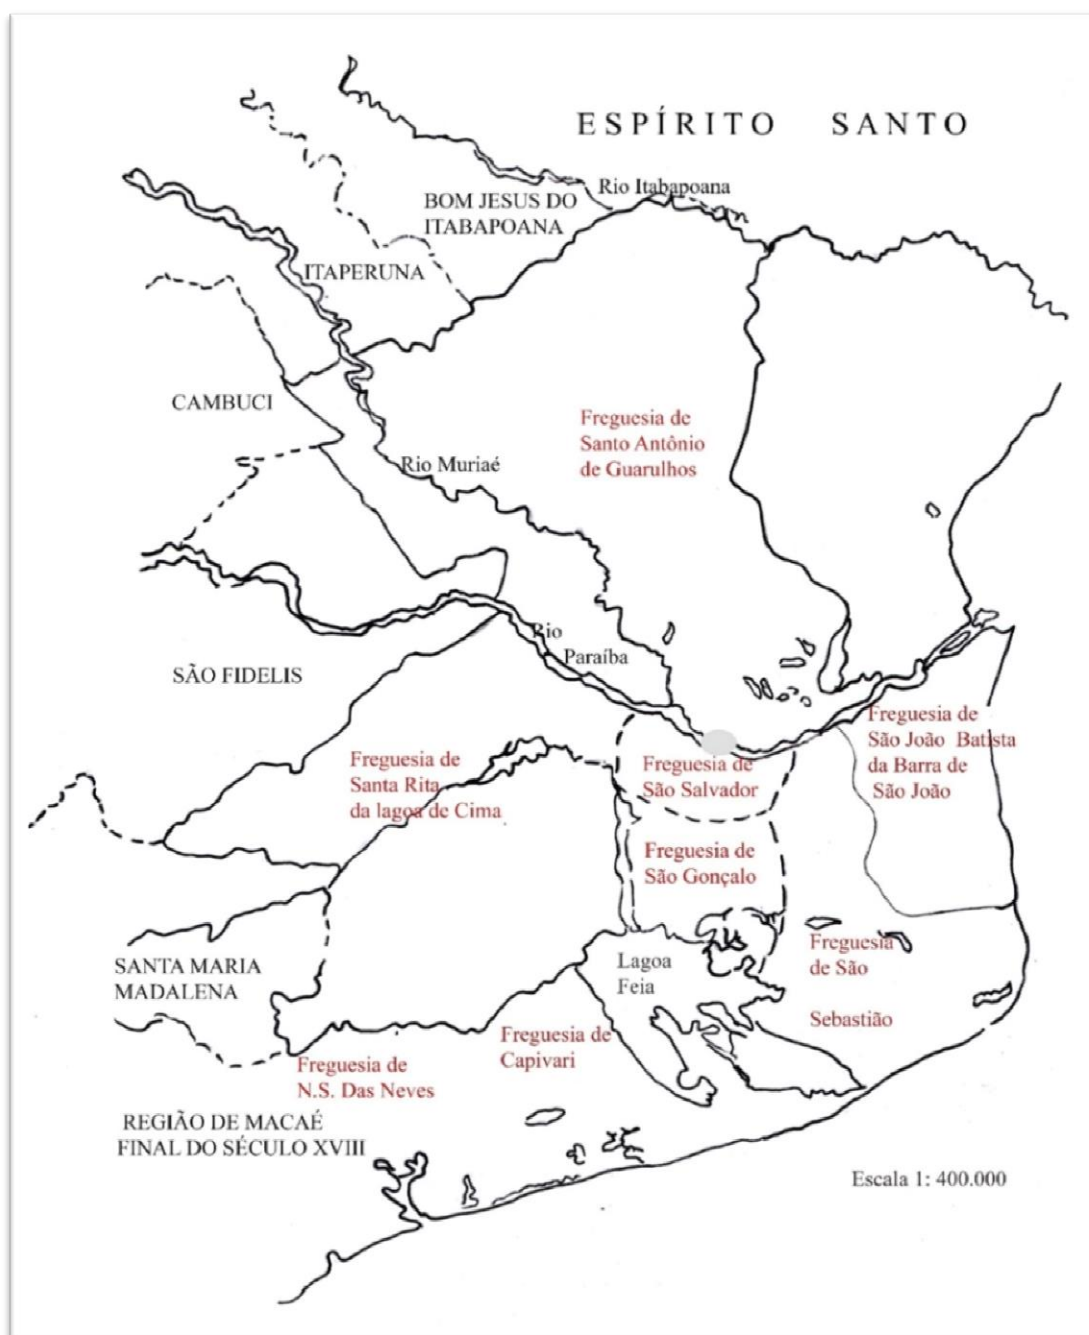 ESPÍRITO SANTO
Rio Itabapoana
BOM JESUS DO
ITABAPOANA
ITAPERUNA
CAMBUCI
Freguesia de
Santo Antônio
de Guarulhos
Rio Muriaé
Rio
Paraíba
SÃO FIDELIS
Freguesia de
São João Batista
da Barra de
São João
Freguesia de
Santa Rita
da lagoa de Cima
Freguesia de
São Salvador
Freguesia de
São Gonçalo
Freguesia
de São
Sebastião
Lagoa
Feia
SANTA MARIA
MADALENA
Freguesia de
Capivari
Freguesia de
N.S. Das Neves
REGIÃO DE MACAÉ
FINAL DO SÉCULO XVIII
Escala 1: 400.000